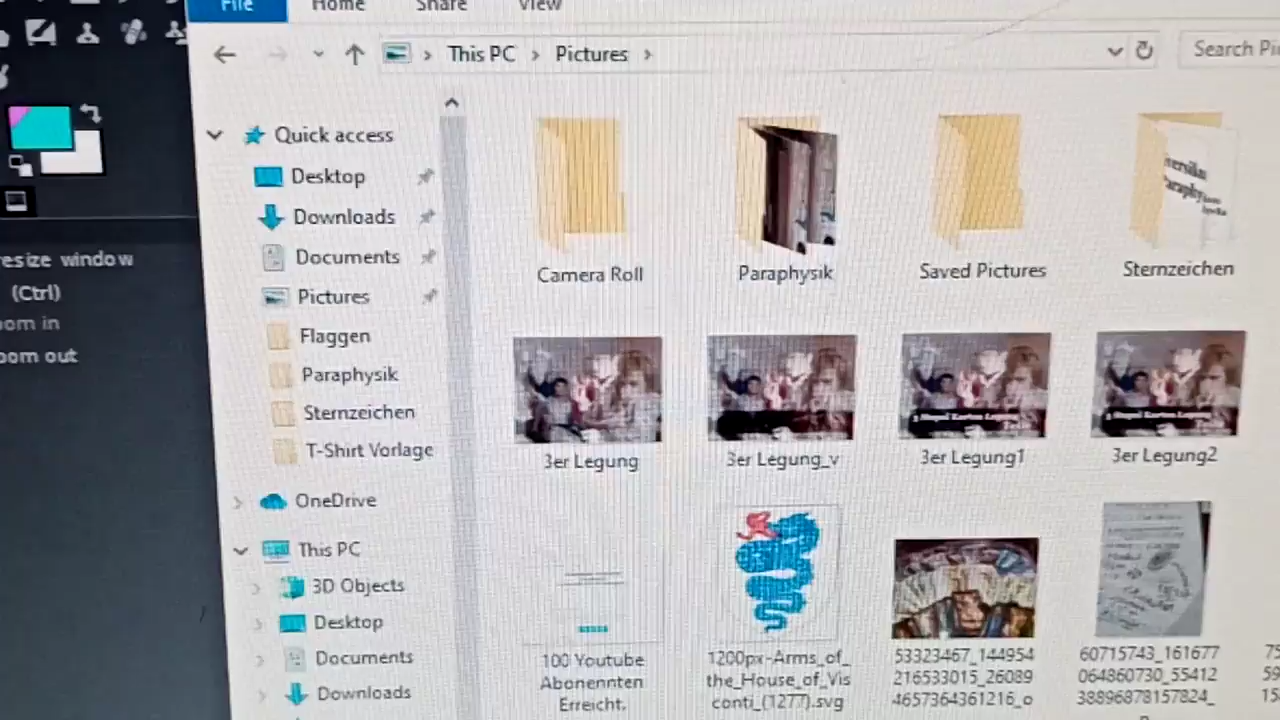 File Home Share View
This PC Pictures
Search
Quick access
Desktop
Downloads
Documents
Pictures
Flaggen
Paraphysik
Sternzeichen
T-Shirt Vorlage
OneDrive
This PC
3D Objects
Desktop
Documents
Downloads
esize window
(Ctrl)
oom in
oom out
Camera Roll
Paraphysik
Saved Pictures
Sternzeichen
3er Legung
3er Legung_v
3er Legung1
3er Legung2
100 Youtube
Abonennten
Erreicht.
1200px-Arms_of_
the_House_of_Vis
conti_(1277).svg
53323467_144954
216533015_26089
4657364361216_o
60715743_161677
064860730_55412
38896878157824_